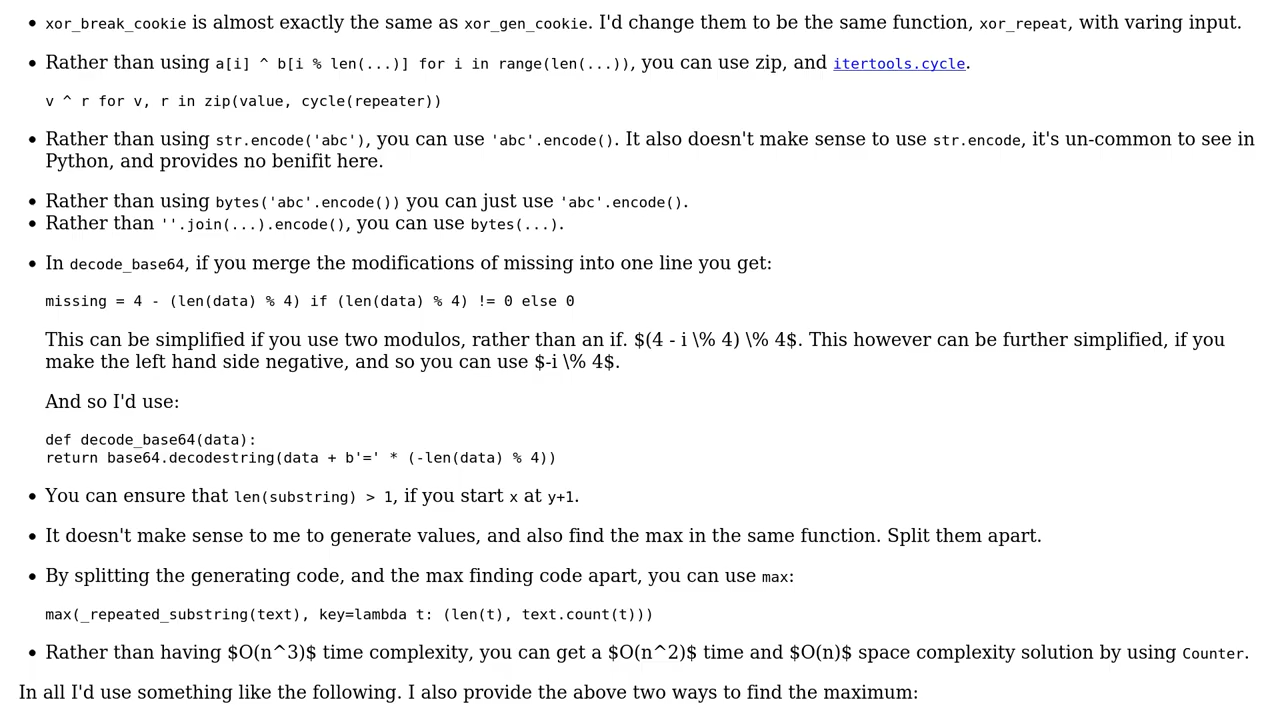 • xor_break_cookie is almost exactly the same as xor_gen_cookie. I'd change them to be the same function, xor_repeat, with varing input.
• Rather than using a[i] ^ b[i % len(...)] for i in range(len(...)), you can use zip, and itertools.cycle.
v ^ r for v, r in zip(value, cycle(repeater))
• Rather than using str.encode('abc'), you can use 'abc'.encode(). It also doesn't make sense to use str.encode, it's un-common to see in
Python, and provides no benifit here.
• Rather than using bytes('abc'.encode()) you can just use 'abc'.encode().
• Rather than ''.join(...).encode(), you can use bytes(...).
• In decode_base64, if you merge the modifications of missing into one line you get:
missing = 4 - (len(data) % 4) if (len(data) % 4) != 0 else 0
This can be simplified if you use two modulos, rather than an if. $(4 - i \% 4) \% 4$. This however can be further simplified, if you
make the left hand side negative, and so you can use $-i \% 4$.
And so I'd use:
def decode_base64(data):
return base64.decodestring(data + b'=' * (-len(data) % 4))
• You can ensure that len(substring) > 1, if you start x at y+1.
• It doesn't make sense to me to generate values, and also find the max in the same function. Split them apart.
• By splitting the generating code, and the max finding code apart, you can use max:
max(_repeated_substring(text), key=lambda t: (len(t), text.count(t)))
• Rather than having $O(n^3)$ time complexity, you can get a $O(n^2)$ time and $O(n)$ space complexity solution by using Counter.
In all I'd use something like the following. I also provide the above two ways to find the maximum: